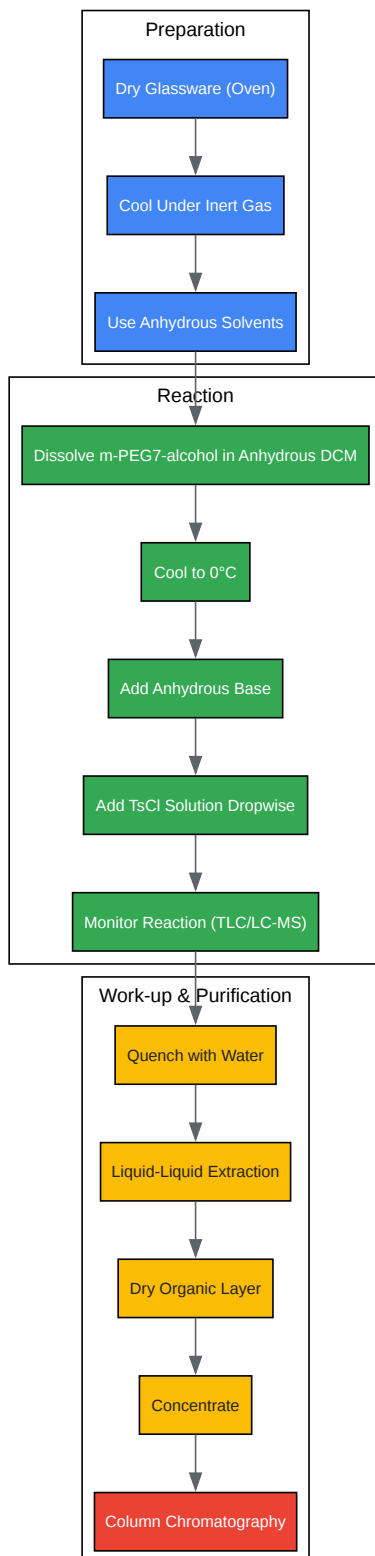 Preparation
Dry Glassware (Oven)
Cool Under Inert Gas
Use Anhydrous Solvents
Reaction
Dissolve m-PEG7-alcohol in Anhydrous DCM
Cool to 0°C
Add Anhydrous Base
Add TsCl Solution Dropwise
Monitor Reaction (TLC/LC-MS)
Work-up & Purification
Quench with Water
Liquid-Liquid Extraction
Dry Organic Layer
Concentrate
Column Chromatography